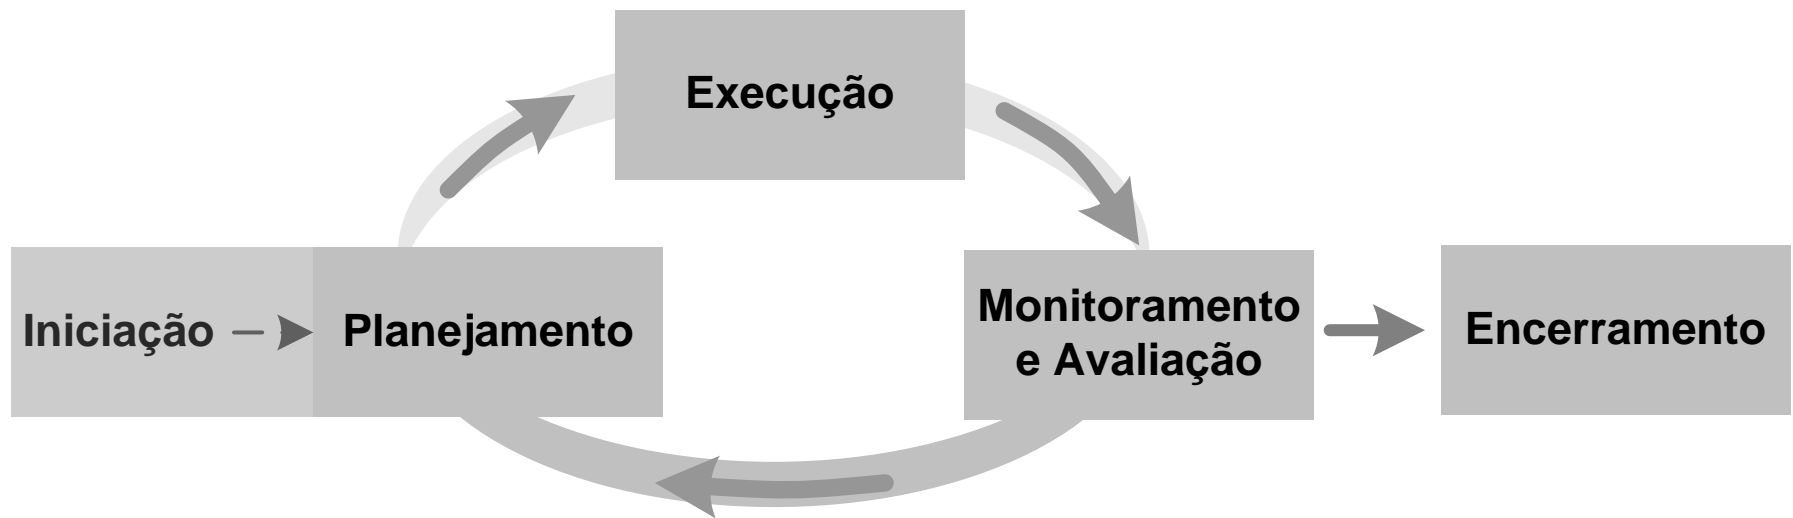 Execução
Iniciação
Planejamento
Monitoramento
e Avaliação
Encerramento